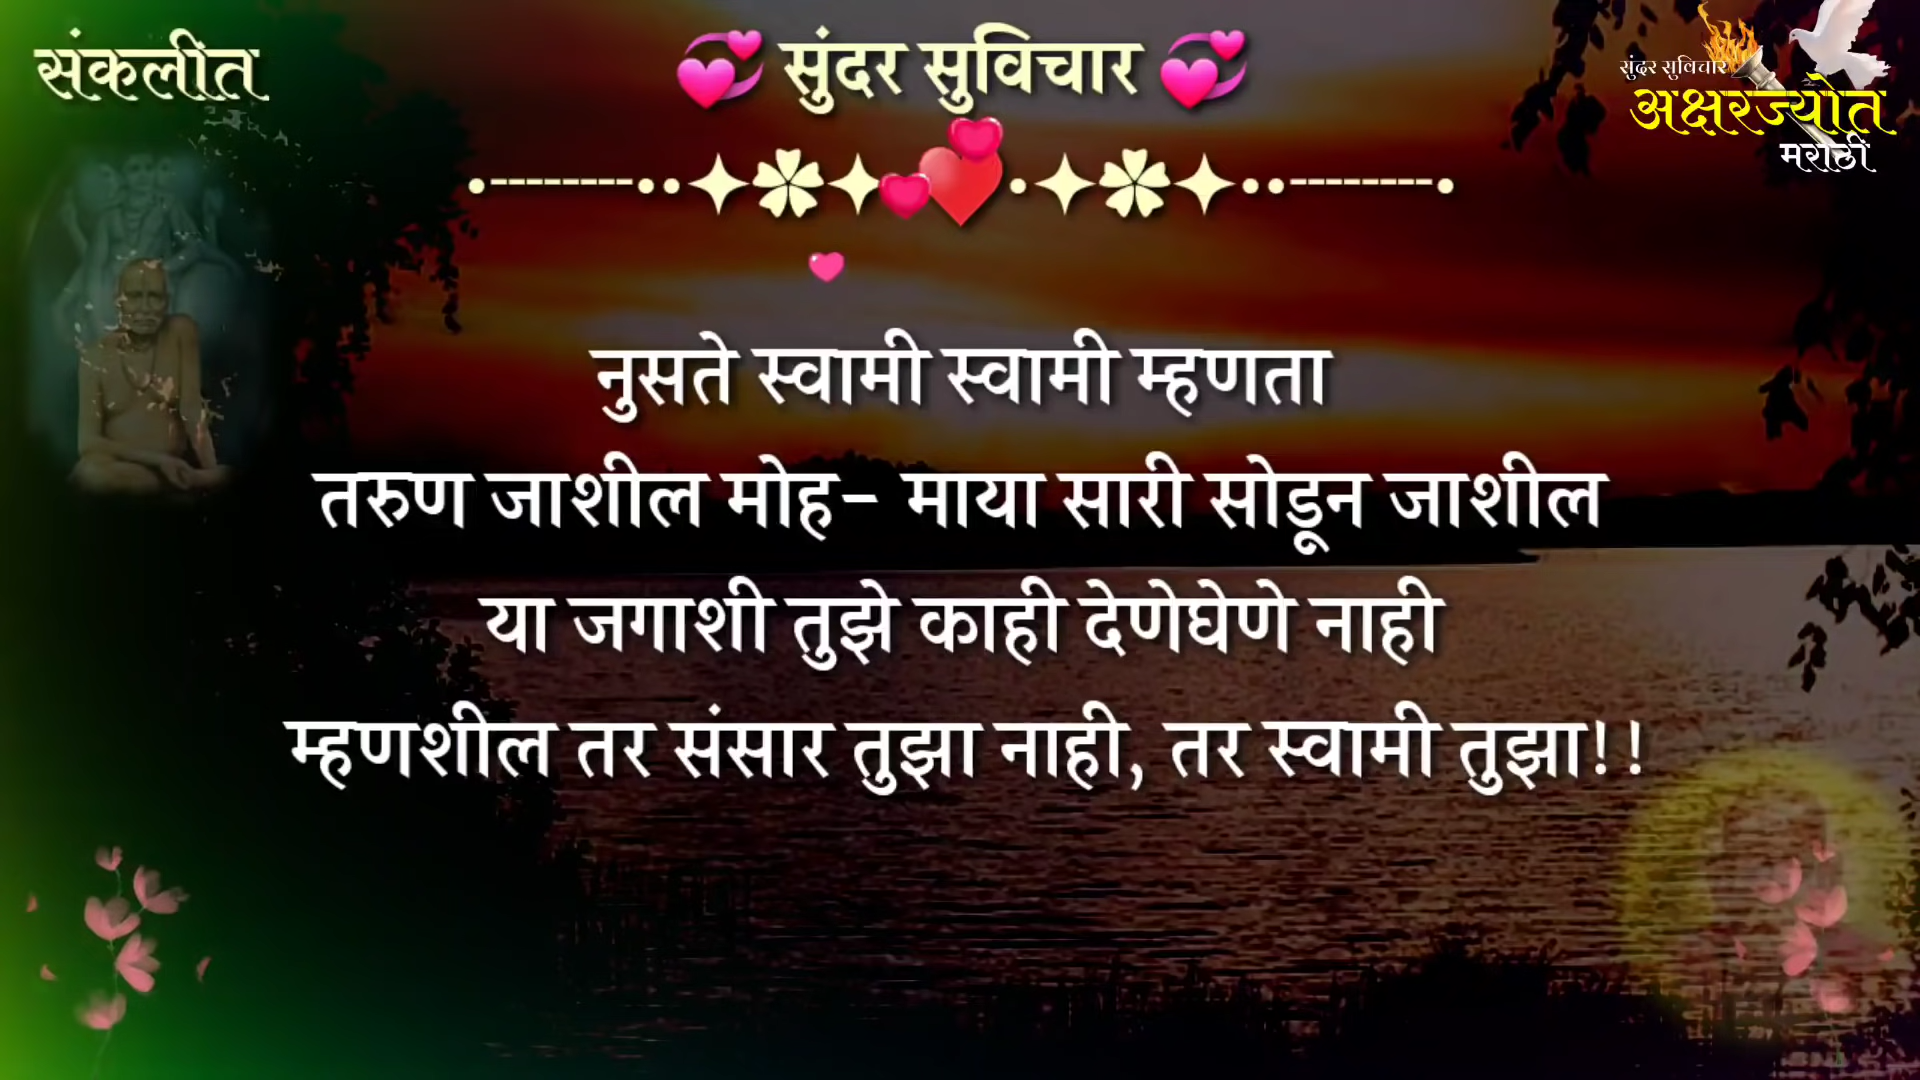 संकलीत
💞 सुंदर सुविचार 💞
सुंदर सुविचार
अक्षरज्योत
मराठी
नुसते स्वामी स्वामी म्हणता
तरुण जाशील मोह- माया सारी सोडून जाशील
या जगाशी तुझे काही देणेघेणे नाही
म्हणशील तर संसार तुझा नाही, तर स्वामी तुझा!!